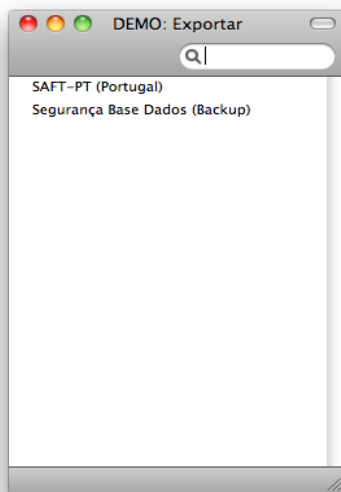 DEMO: Exportar
SAFT-PT (Portugal)
Segurança Base Dados (Backup)